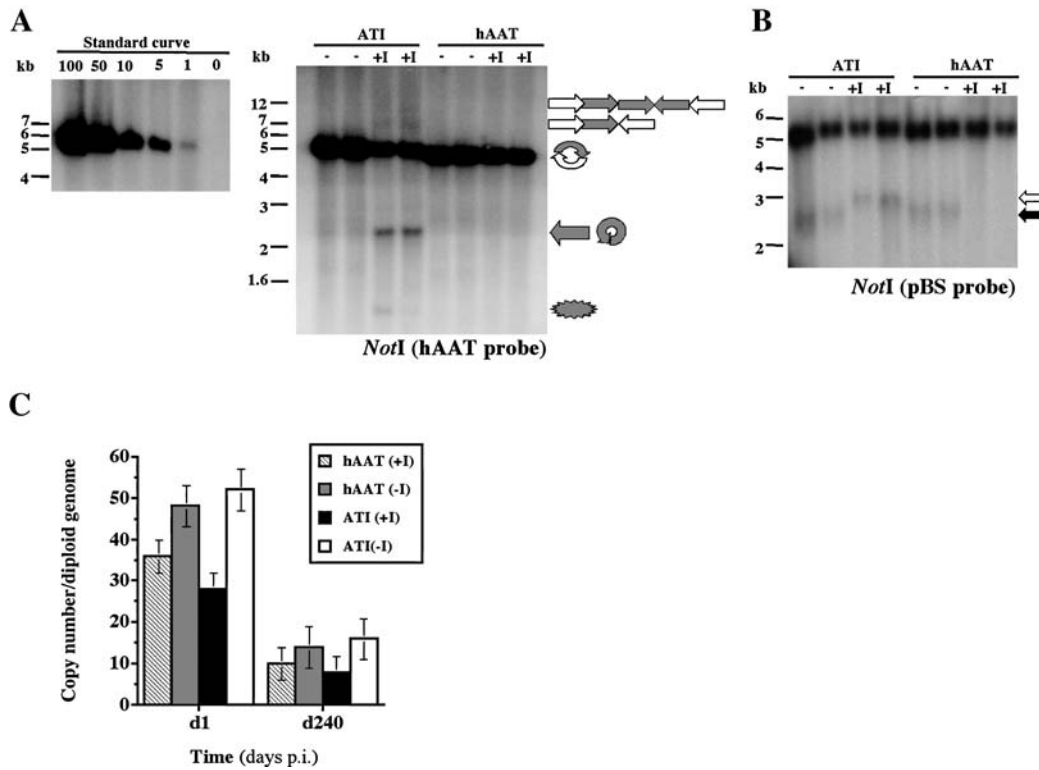 A
Standard curve
kb 100 50 10 5 1 0
7
6
5
4
ATI hAAT
kb - - +I +I - - +I +I
12
7
6
5
4
3
2
1.6
NotI (hAAT probe)
B
ATI hAAT
kb - - +I +I - - +I +I
6
5
3
2
NotI (pBS probe)
C
Copy number/diploid genome
60
50
40
30
20
10
0
hAAT (+I)
hAAT (-I)
ATI (+I)
ATI(-I)
d1 d240
Time (days p.i.)